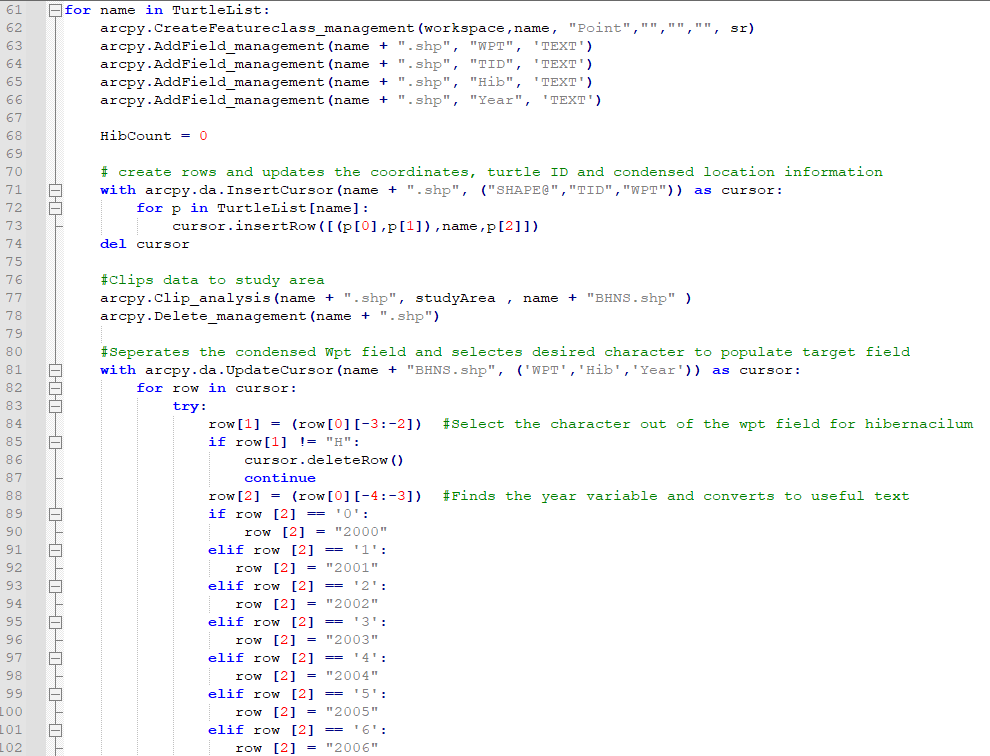 61 for name in TurtleList:
62 arcpy.CreateFeatureclass_management(workspace,name, "Point","","","", sr)
63 arcpy.AddField_management(name + ".shp", "WPT", 'TEXT')
64 arcpy.AddField_management(name + ".shp", "TID", 'TEXT')
65 arcpy.AddField_management(name + ".shp", "Hib", 'TEXT')
66 arcpy.AddField_management(name + ".shp", "Year", 'TEXT')
67
68 HibCount = 0
69
70 # create rows and updates the coordinates, turtle ID and condensed location information
71 with arcpy.da.InsertCursor(name + ".shp", ("SHAPE@","TID","WPT")) as cursor:
72 for p in TurtleList[name]:
73 cursor.insertRow([(p[0],p[1]),name,p[2]])
74 del cursor
75
76 #Clips data to study area
77 arcpy.Clip_analysis(name + ".shp", studyArea , name + "BHNS.shp" )
78 arcpy.Delete_management(name + ".shp")
79
80 #Seperates the condensed Wpt field and selectes desired character to populate target field
81 with arcpy.da.UpdateCursor(name + "BHNS.shp", ('WPT','Hib','Year')) as cursor:
82 for row in cursor:
83 try:
84 row[1] = (row[0][-3:-2]) #Select the character out of the wpt field for hibernacilum
85 if row[1] != "H":
86 cursor.deleteRow()
87 continue
88 row[2] = (row[0][-4:-3]) #Finds the year variable and converts to useful text
89 if row [2] == '0':
90 row [2] = "2000"
91 elif row [2] == '1':
92 row [2] = "2001"
93 elif row [2] == '2':
94 row [2] = "2002"
95 elif row [2] == '3':
96 row [2] = "2003"
97 elif row [2] == '4':
98 row [2] = "2004"
99 elif row [2] == '5':
100 row [2] = "2005"
101 elif row [2] == '6':
102 row [2] = "2006"